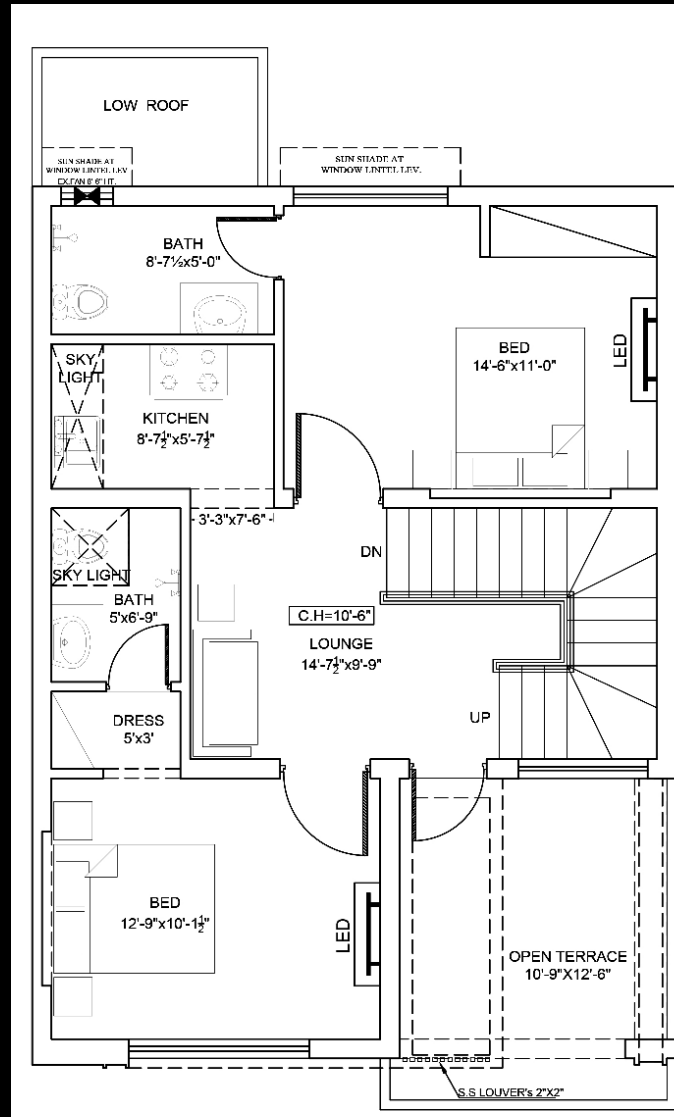 LOW ROOF
SUN SHADE AT
WINDOW LINTEL LEV.
EX.FAN 8' 6" HT.
SUN SHADE AT
WINDOW LINTEL LEV.
BATH
8'-7½x5'-0"
BED
14'-6"x11'-0"
LED
SKY
LIGHT
KITCHEN
8'-7½"x5'-7½"
3'-3"x7'-6"
SKY LIGHT
BATH
5'x6'-9"
DN
C.H=10'-6"
LOUNGE
14'-7½"x9'-9"
UP
DRESS
5'x3'
BED
12'-9"x10'-1½"
LED
OPEN TERRACE
10'-9"X12'-6"
S.S LOUVER's 2"X2"